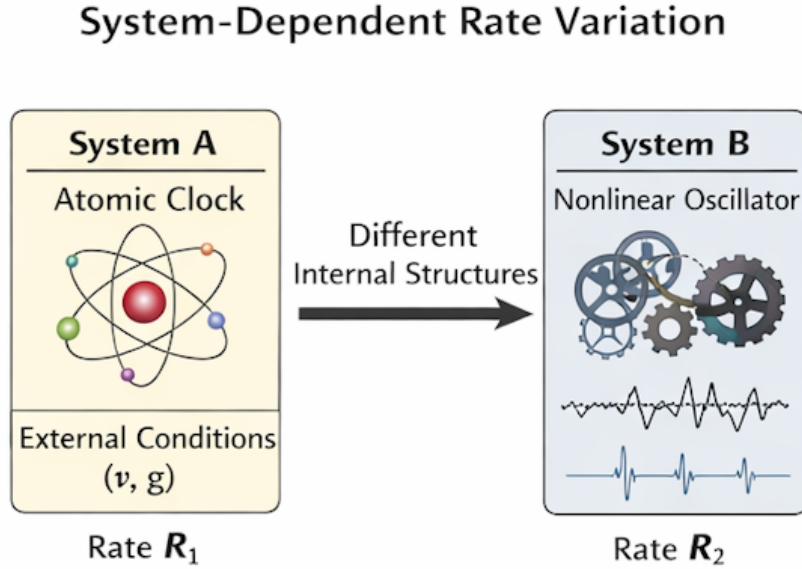 System-Dependent Rate Variation
System A
Atomic Clock
External Conditions
(v, g)
Rate R₁
Different
Internal Structures
System B
Nonlinear Oscillator
Rate R₂